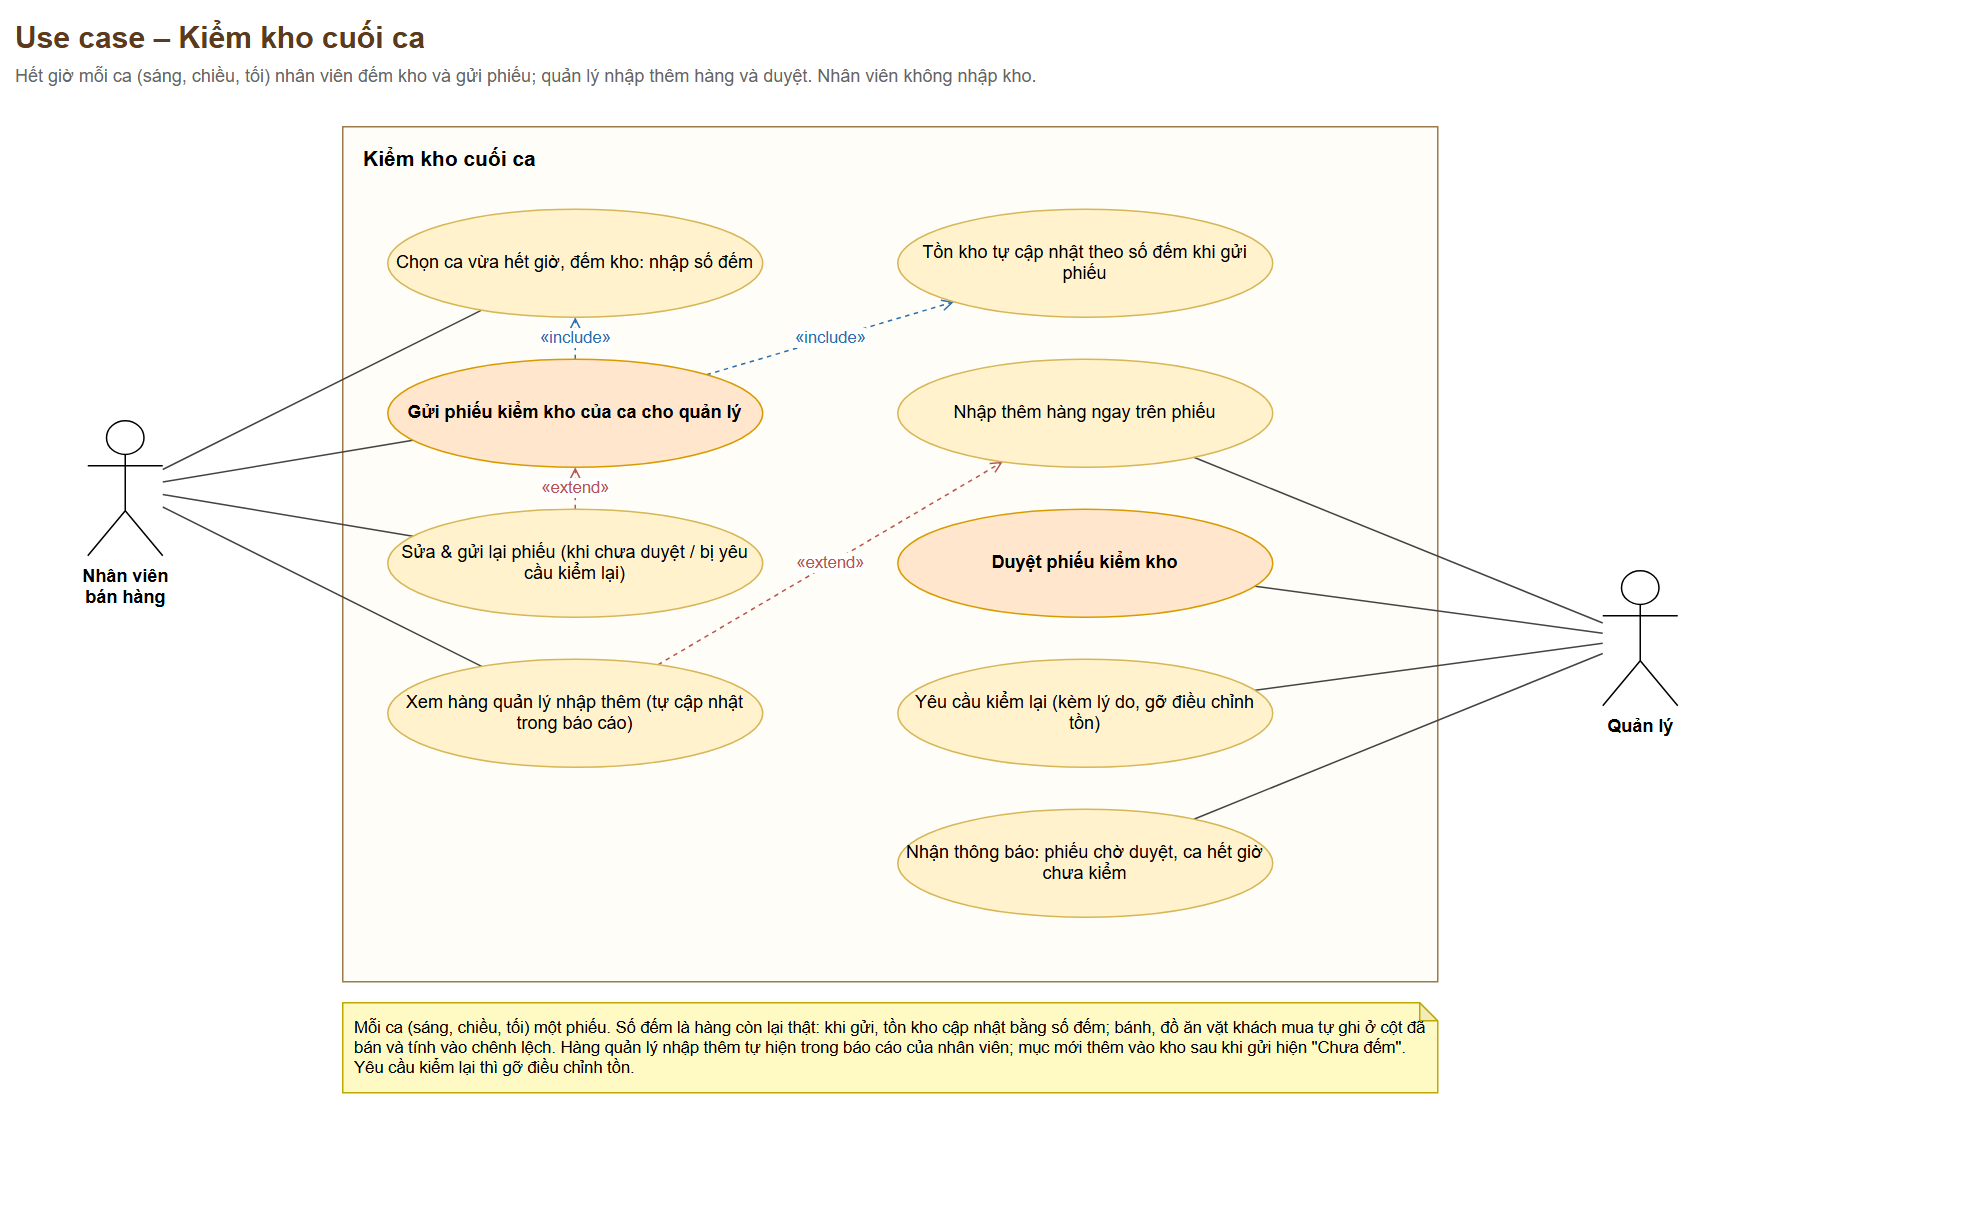 Use case – Kiểm kho cuối ca
Hết giờ mỗi ca (sáng, chiều, tối) nhân viên đếm kho và gửi phiếu; quản lý nhập thêm hàng và duyệt. Nhân viên không nhập kho.
Kiểm kho cuối ca
Chọn ca vừa hết giờ, đếm kho: nhập số đếm
Tồn kho tự cập nhật theo số đếm khi gửi
phiếu
«include»
«include»
Gửi phiếu kiểm kho của ca cho quản lý
Nhập thêm hàng ngay trên phiếu
«extend»
Sửa & gửi lại phiếu (khi chưa duyệt / bị yêu
cầu kiểm lại)
«extend»
Duyệt phiếu kiểm kho
Nhân viên
bán hàng
Xem hàng quản lý nhập thêm (tự cập nhật
trong báo cáo)
Yêu cầu kiểm lại (kèm lý do, gỡ điều chỉnh
tồn)
Quản lý
Nhận thông báo: phiếu chờ duyệt, ca hết giờ
chưa kiểm
Mỗi ca (sáng, chiều, tối) một phiếu. Số đếm là hàng còn lại thật: khi gửi, tồn kho cập nhật bằng số đếm; bánh, đồ ăn vặt khách mua tự ghi ở cột đã
bán và tính vào chênh lệch. Hàng quản lý nhập thêm tự hiện trong báo cáo của nhân viên; mục mới thêm vào kho sau khi gửi hiện "Chưa đếm".
Yêu cầu kiểm lại thì gỡ điều chỉnh tồn.